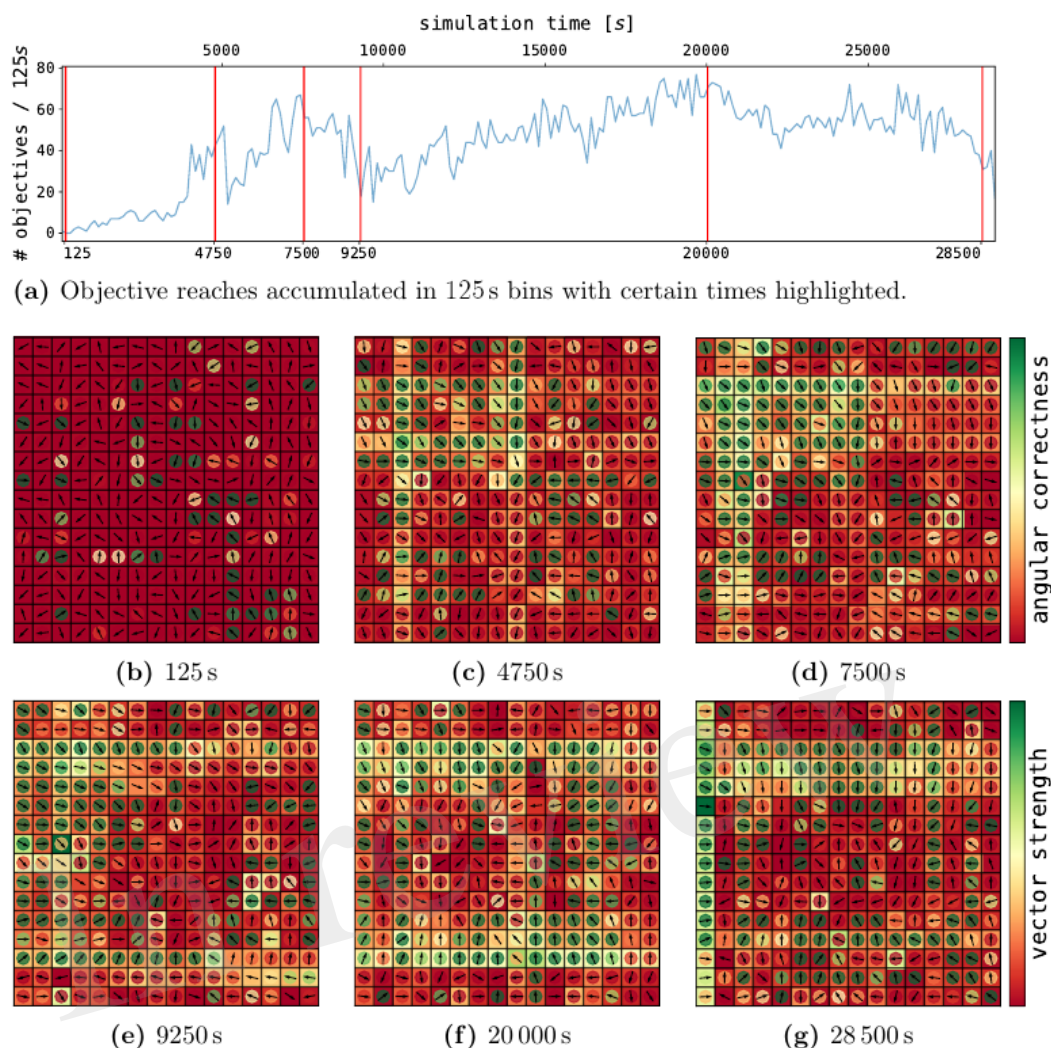 simulation time [s]
5000 10000 15000 20000 25000
# objectives / 125s
80
60
40
20
0
125 4750 7500 9250 20000 28500
(a) Objective reaches accumulated in 125 s bins with certain times highlighted.
angular correctness
(b) 125 s (c) 4750 s (d) 7500 s
vector strength
(e) 9250 s (f) 20 000 s (g) 28 500 s